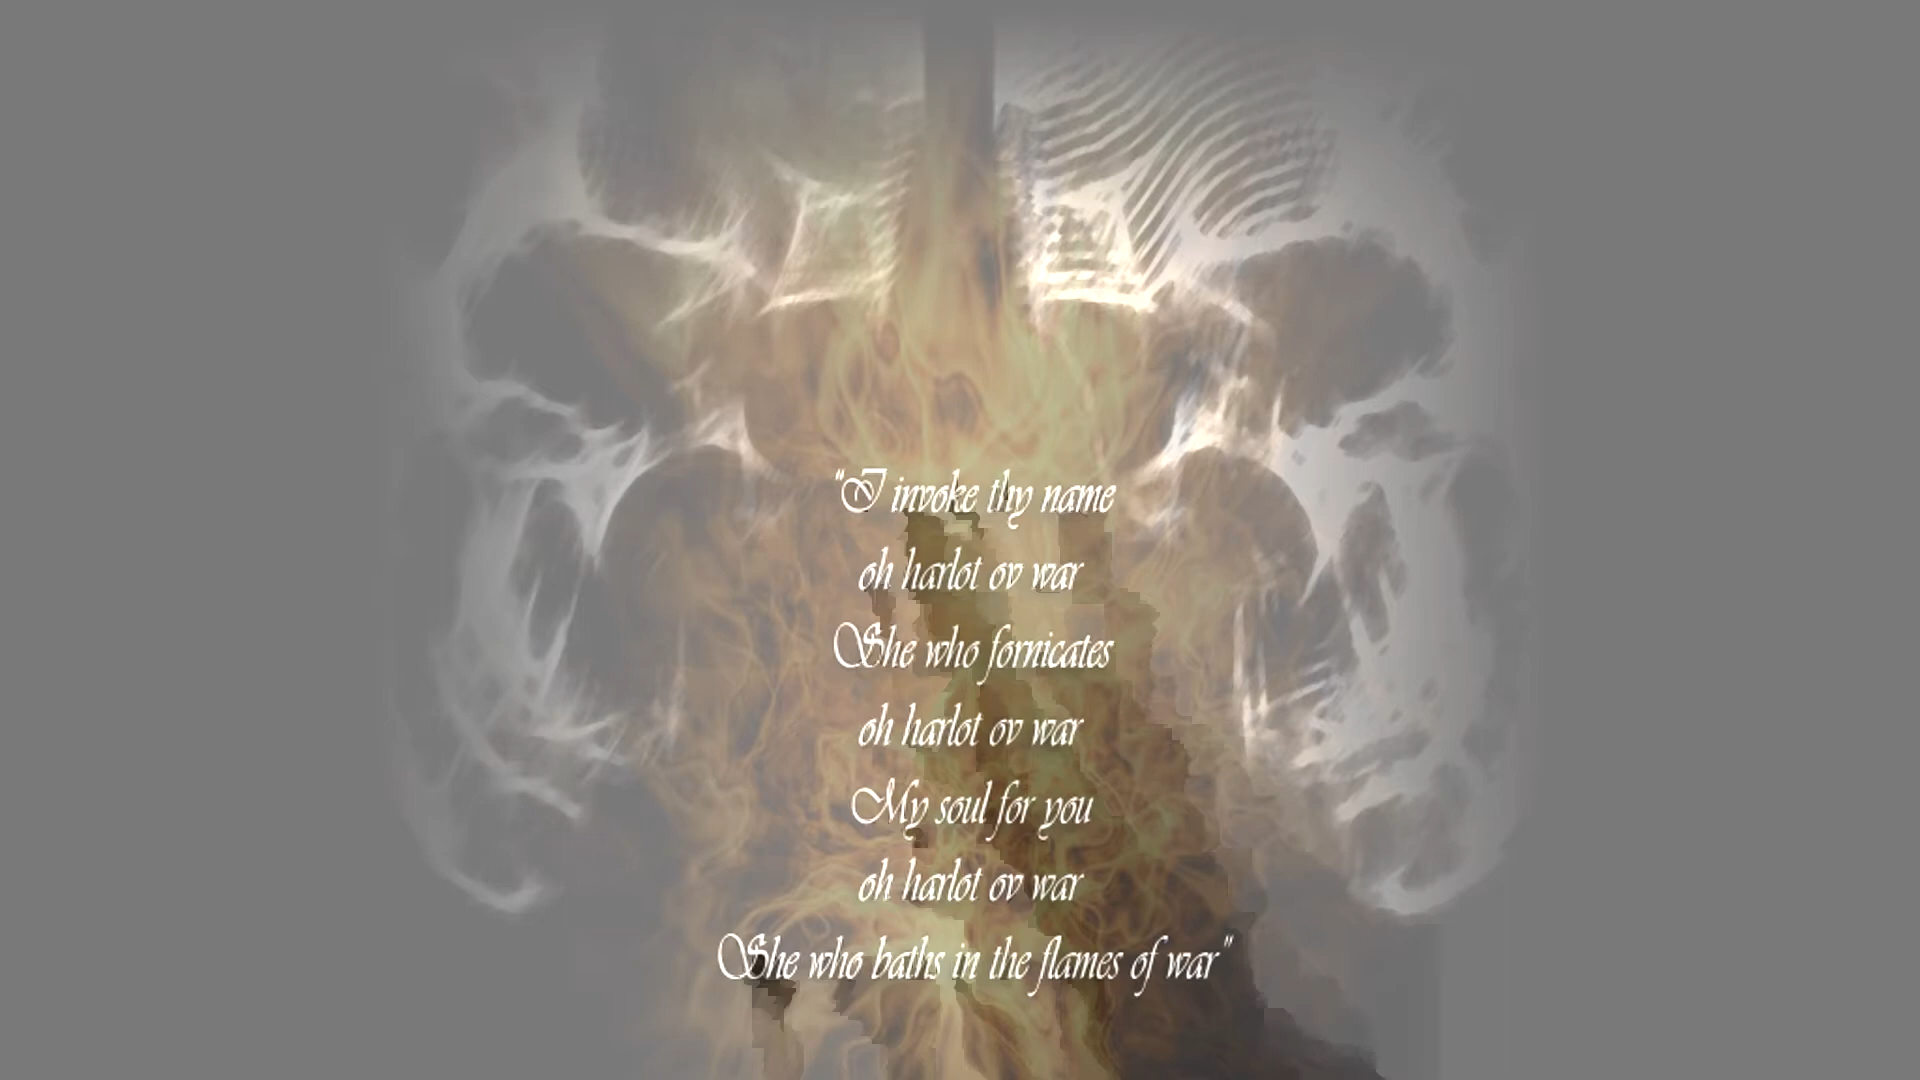 "I invoke thy name
oh harlot ov war
She who fornicates
oh harlot ov war
My soul for you
oh harlot ov war
She who baths in the flames of war"